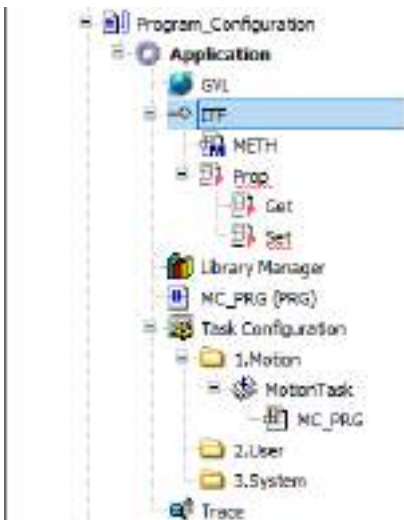 Program_Configuration
Application
GVL
ITF
METH
Prop
Get
Set
Library Manager
MC_PRG (PRG)
Task Configuration
1.Motion
MotionTask
MC_PRG
2.User
3.System
Trace